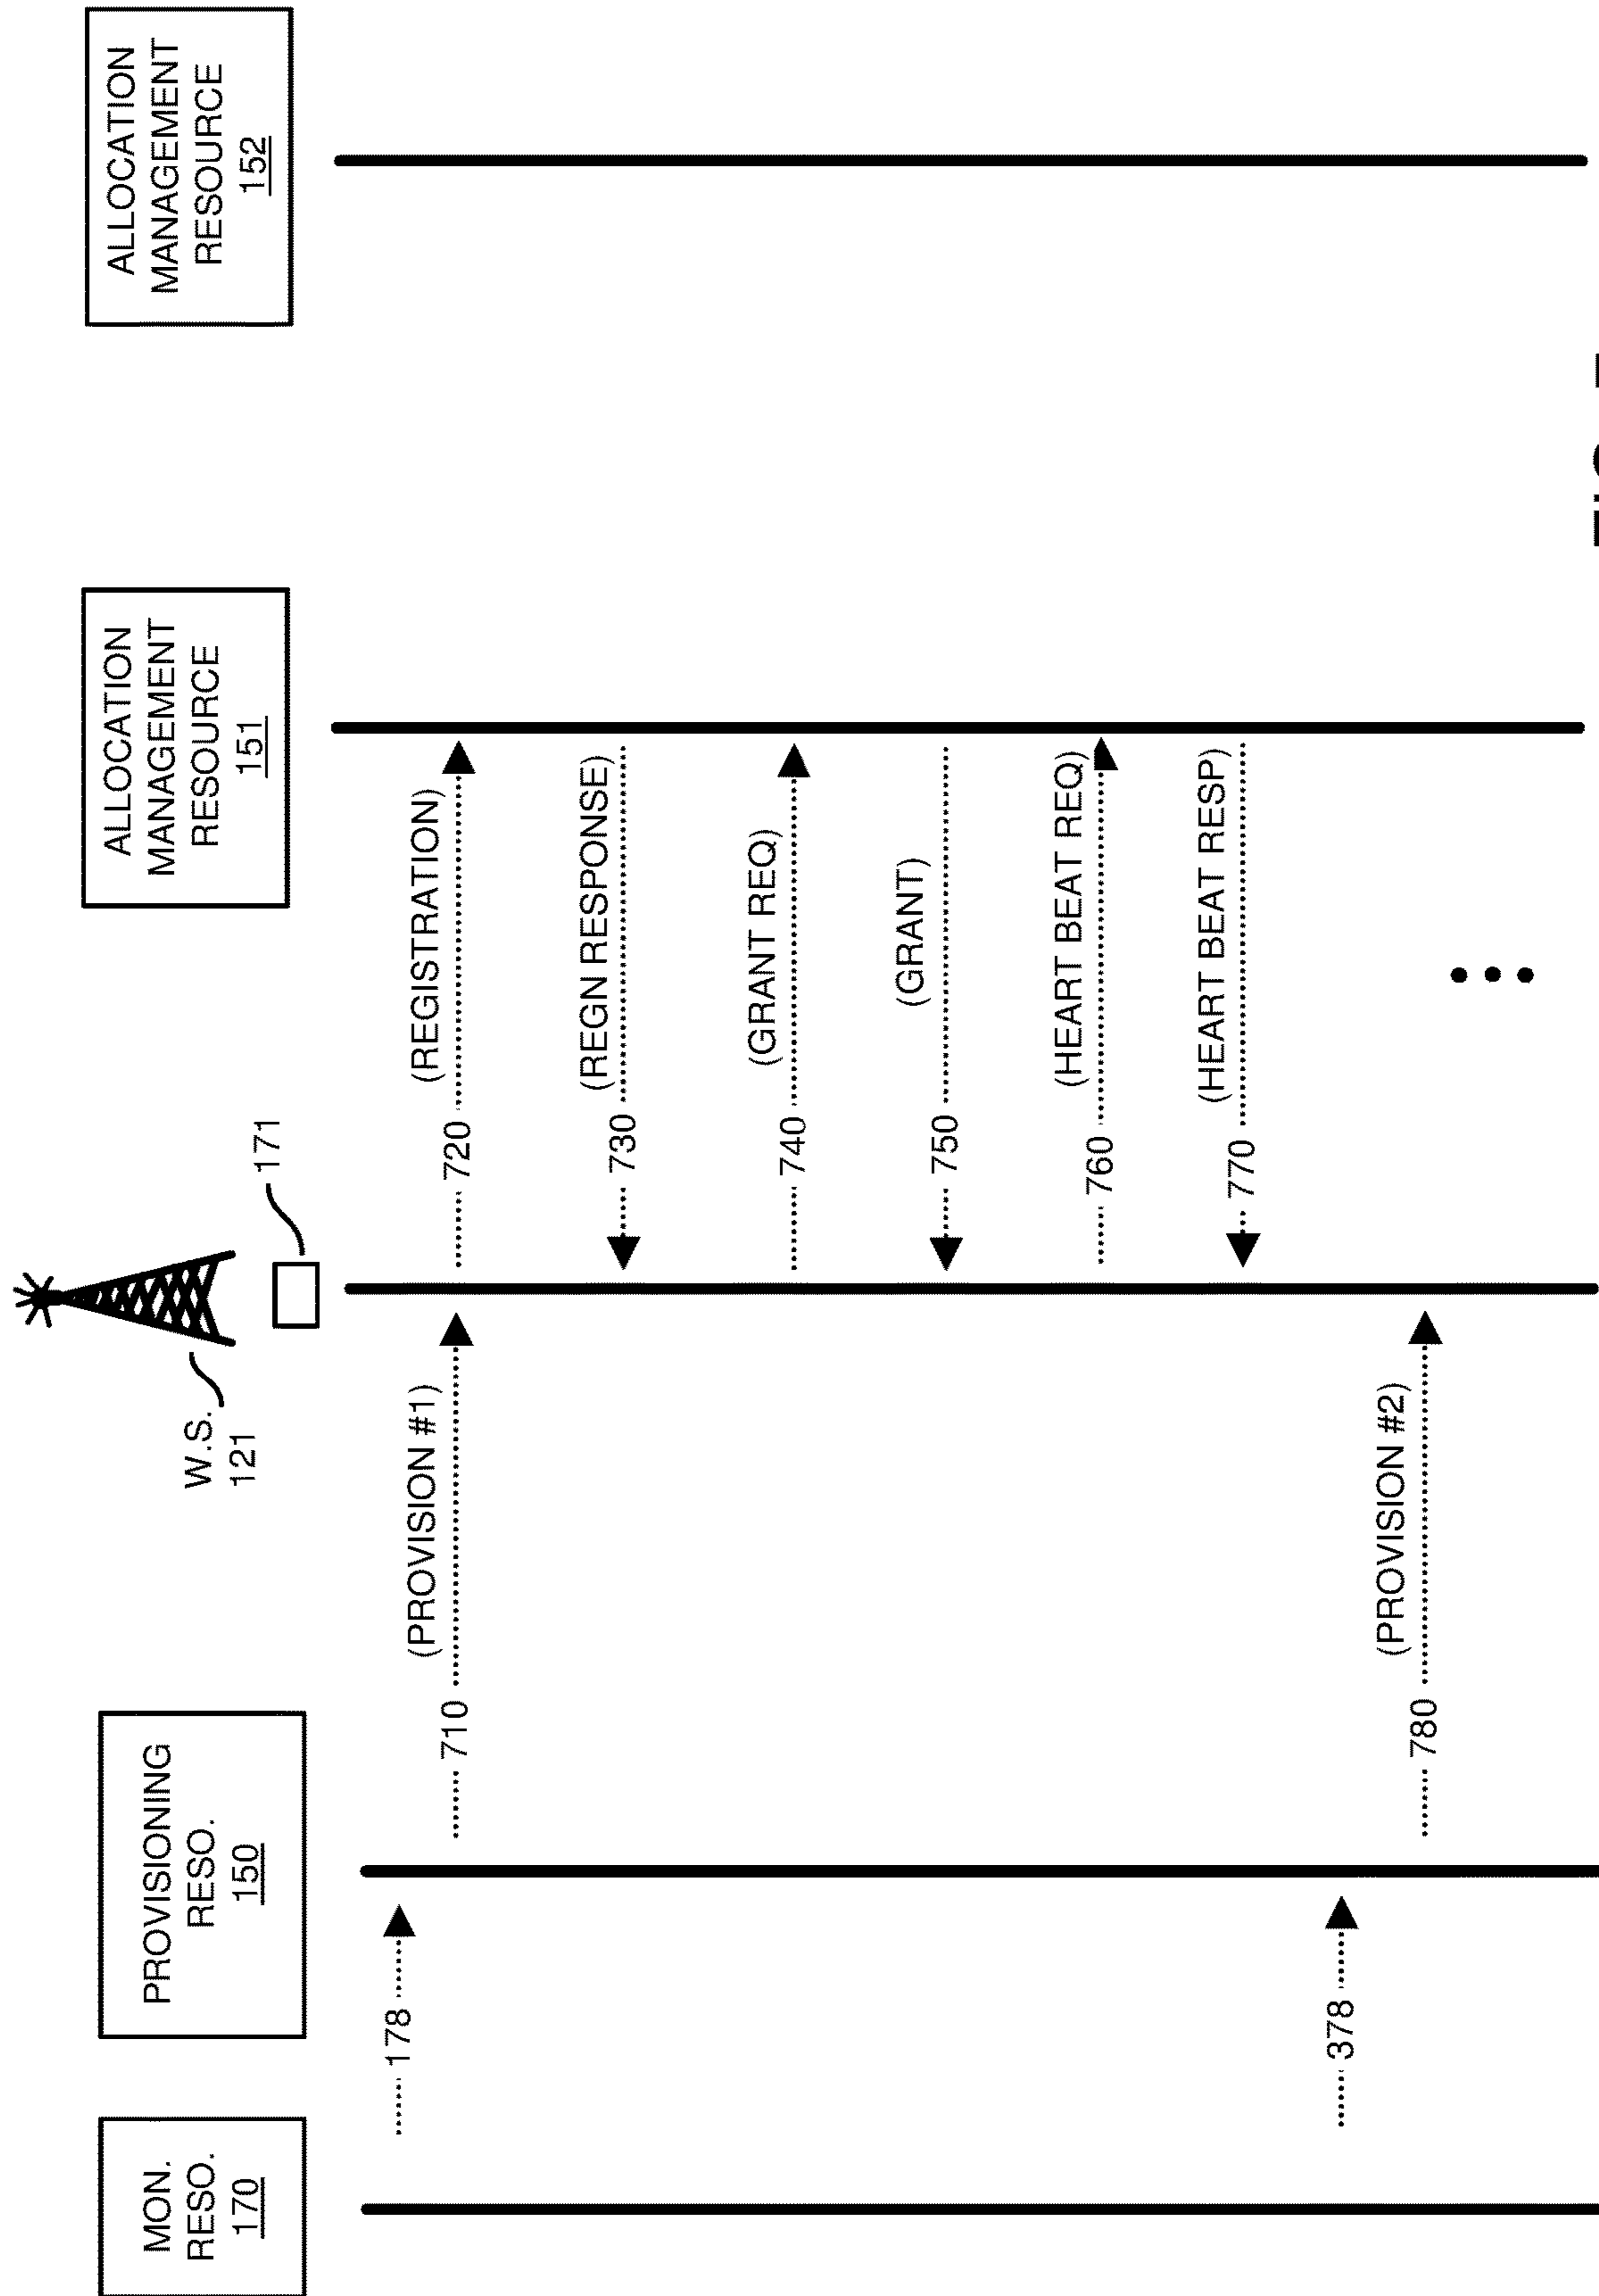 MON.
RESO.
170
PROVISIONING
RESO.
150
W.S.
121
171
ALLOCATION
MANAGEMENT
RESOURCE
151
ALLOCATION
MANAGEMENT
RESOURCE
152
178
(PROVISION #1)
710
(REGISTRATION)
720
(REGN RESPONSE)
730
(GRANT REQ)
740
(GRANT)
750
(HEART BEAT REQ)
760
(HEART BEAT RESP)
770
378
(PROVISION #2)
780